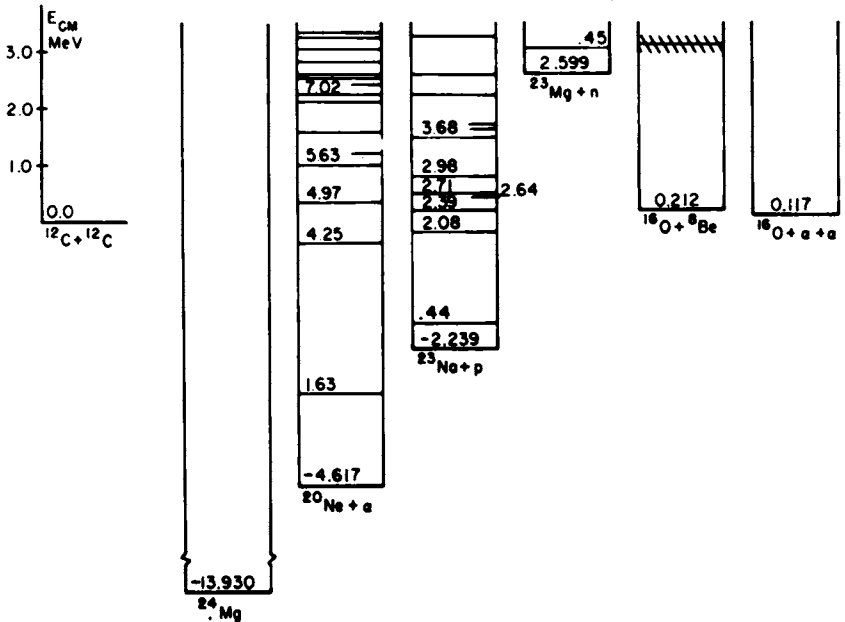 E_CM
MeV
3.0
2.0
1.0
0.0
¹²C + ¹²C
-13.930
²⁴Mg
7.02
5.63
4.97
4.25
1.63
-4.617
²⁰Ne + α
3.68
2.98
2.71
2.64
2.39
2.08
.44
-2.239
²³Na + p
.45
2.599
²³Mg + n
0.212
¹⁶O + ⁸Be
0.117
¹⁶O + α + α